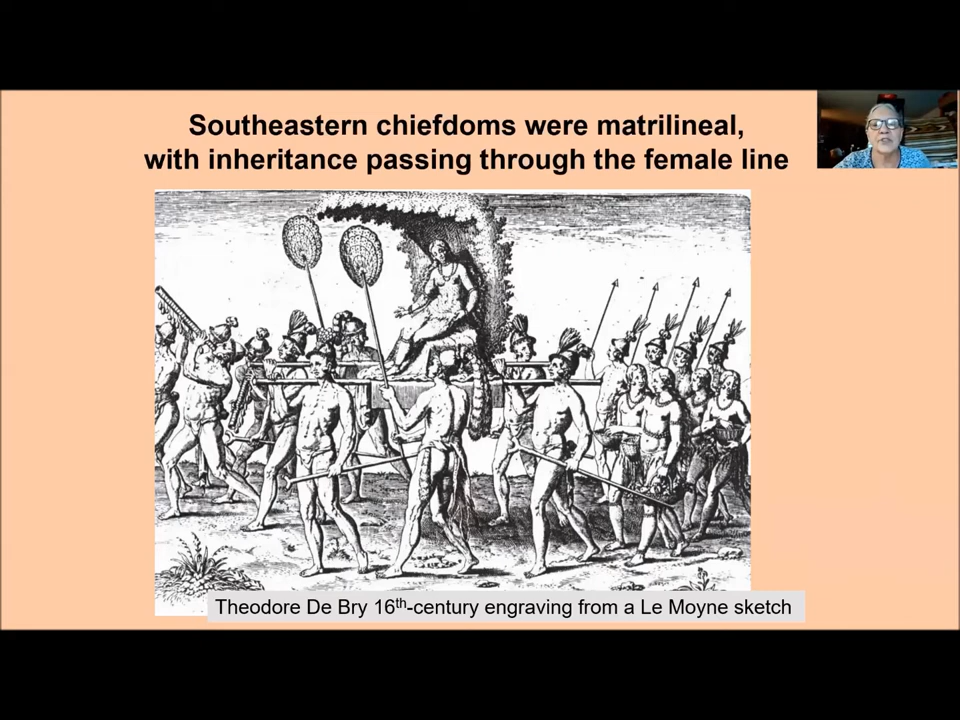 Southeastern chiefdoms were matrilineal,
with inheritance passing through the female line
Theodore De Bry 16th-century engraving from a Le Moyne sketch